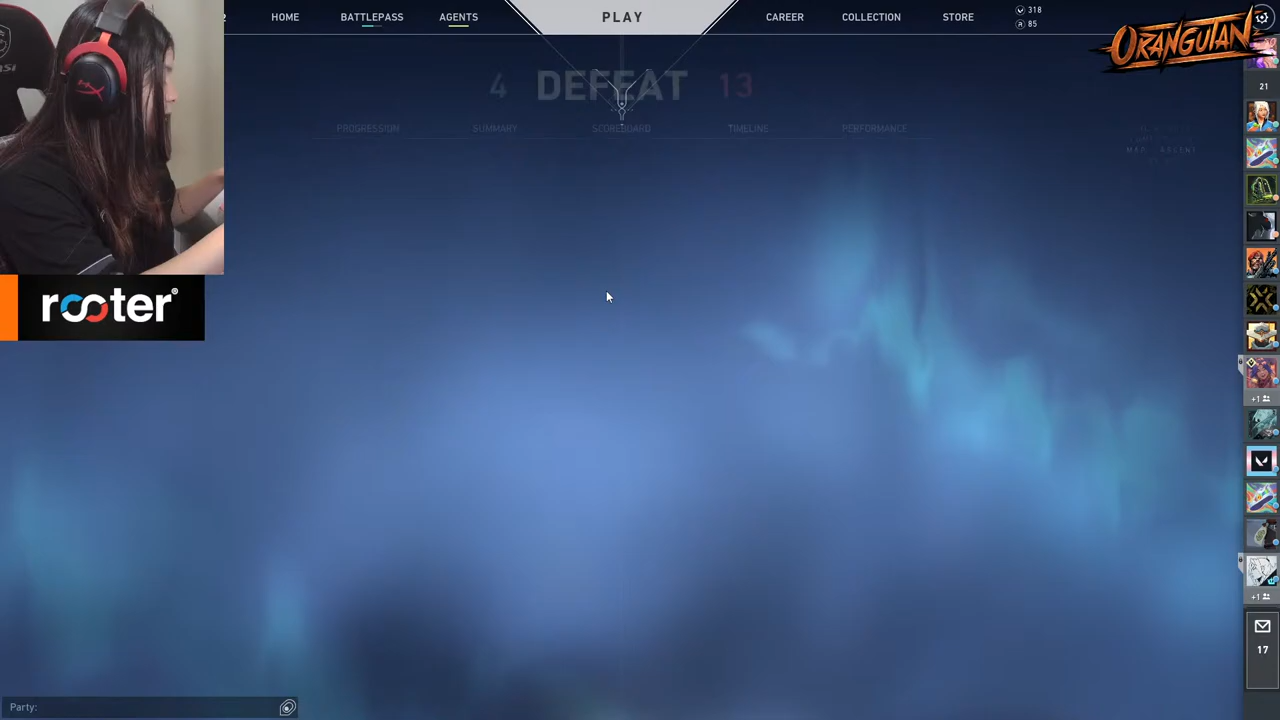 HOME
BATTLEPASS
AGENTS
PLAY
CAREER
COLLECTION
STORE
318
85
ORANGUTAN
4 DEFEAT 13
PROGRESSION
SUMMARY
SCOREBOARD
TIMELINE
PERFORMANCE
21
rooter®
+1
+1
17
Party: